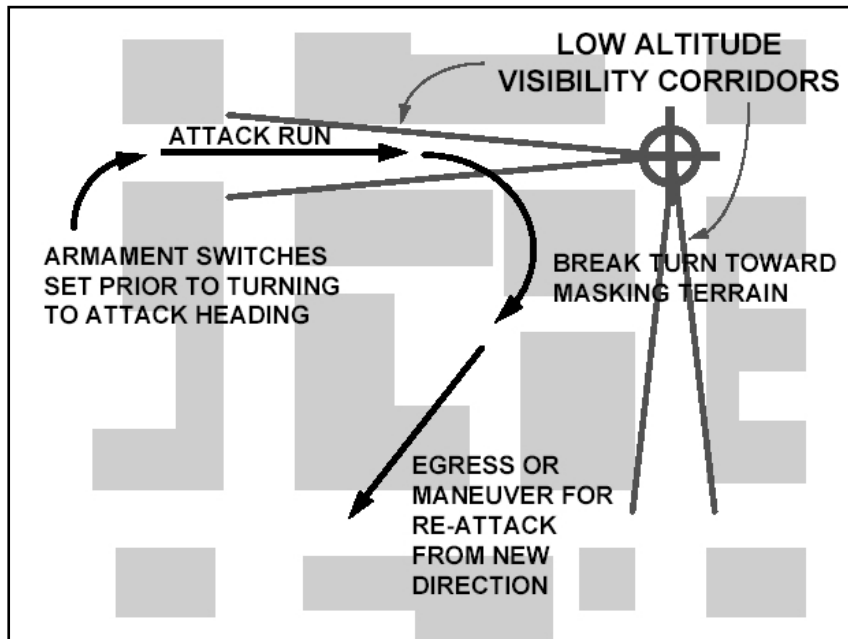 LOW ALTITUDE
VISIBILITY CORRIDORS
ATTACK RUN
ARMAMENT SWITCHES
SET PRIOR TO TURNING
TO ATTACK HEADING
BREAK TURN TOWARD
MASKING TERRAIN
EGRESS OR
MANEUVER FOR
RE-ATTACK
FROM NEW
DIRECTION